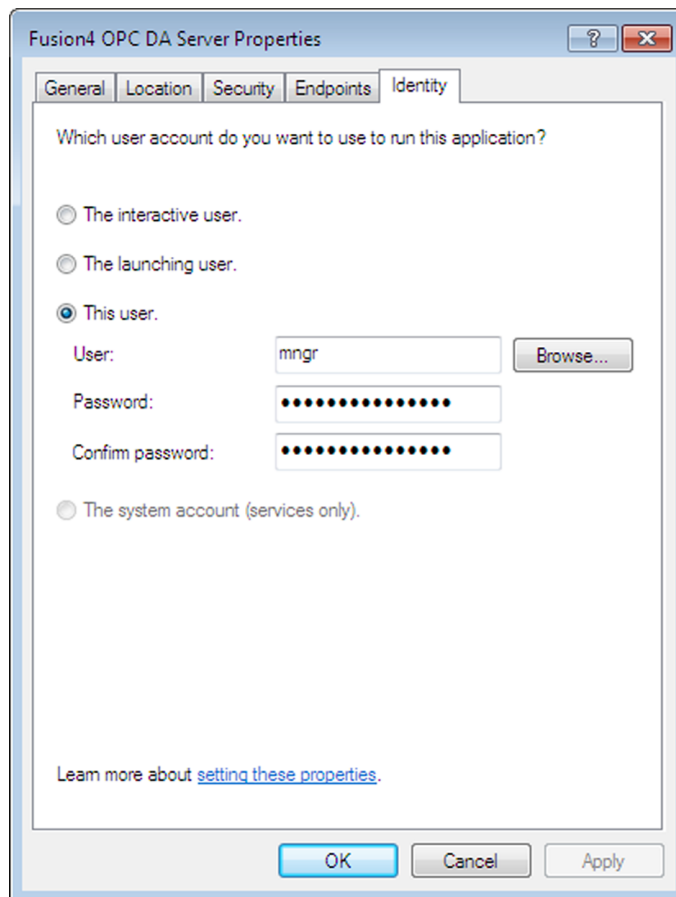 Fusion4 OPC DA Server Properties
General Location Security Endpoints Identity
Which user account do you want to use to run this application?
The interactive user.
The launching user.
This user.
User: mngr Browse...
Password: ●●●●●●●●●●●●●●●
Confirm password: ●●●●●●●●●●●●●●●
The system account (services only).
Learn more about setting these properties.
OK Cancel Apply